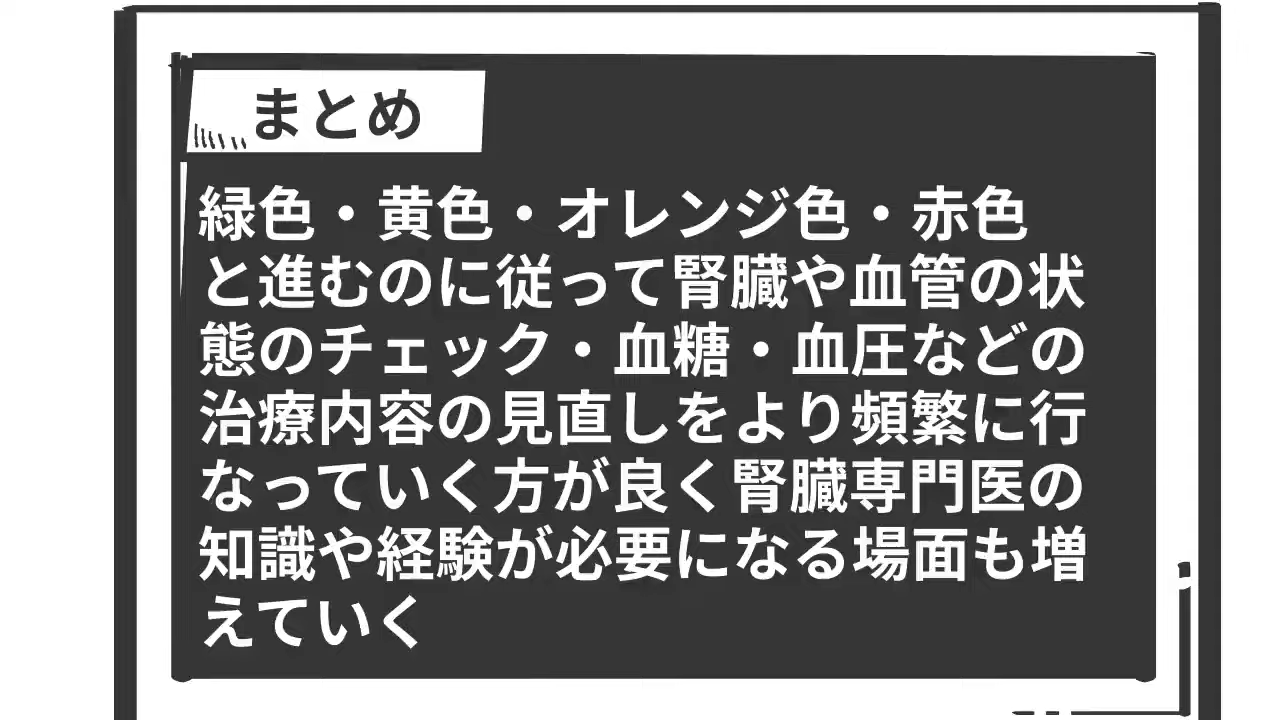 まとめ
緑色・黄色・オレンジ色・赤色
と進むのに従って腎臓や血管の状
態のチェック・血糖・血圧などの
治療内容の見直しをより頻繁に行
なっていく方が良く腎臓専門医の
知識や経験が必要になる場面も増
えていく